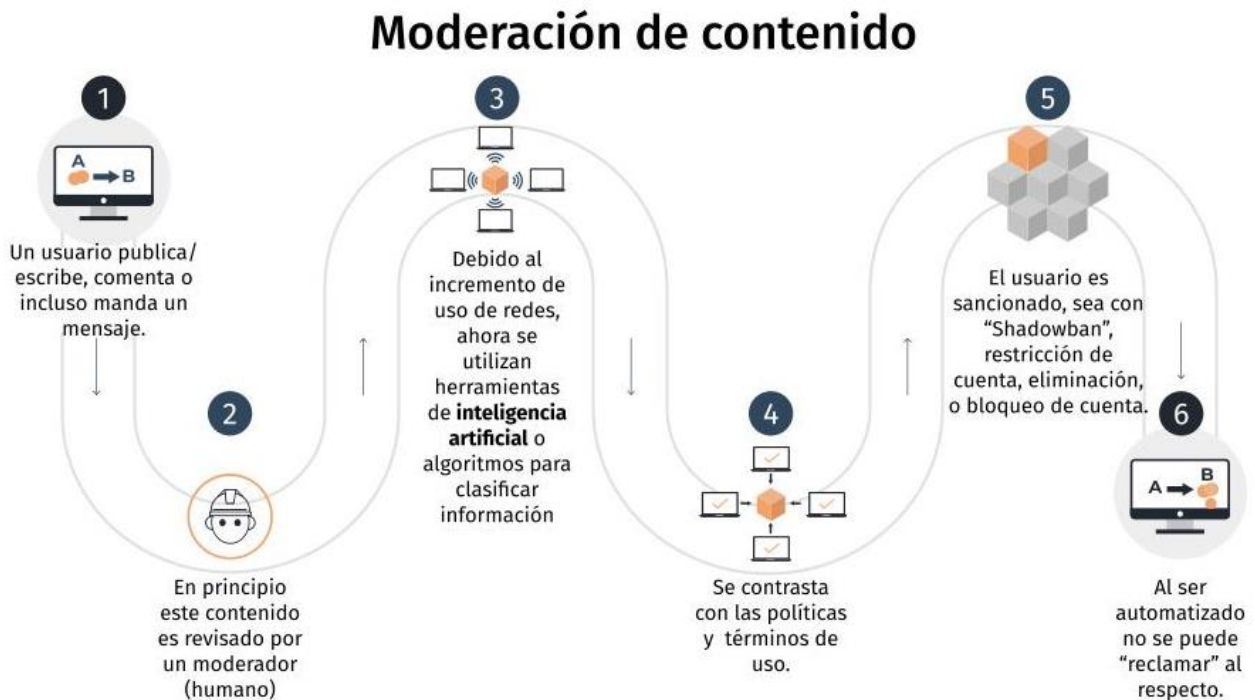 Moderación de contenido
1
A
B
Un usuario publica/
escribe, comenta o
incluso manda un
mensaje.
2
En principio
este contenido
es revisado por
un moderador
(humano)
3
Debido al
incremento de
uso de redes,
ahora se
utilizan
herramientas
de inteligencia
artificial o
algoritmos para
clasificar
información
4
Se contrasta
con las políticas
y términos de
uso.
5
El usuario es
sancionado, sea con
“Shadowban”,
restricción de
cuenta, eliminación,
o bloqueo de cuenta.
6
A
B
Al ser
automatizado
no se puede
“reclamar” al
respecto.